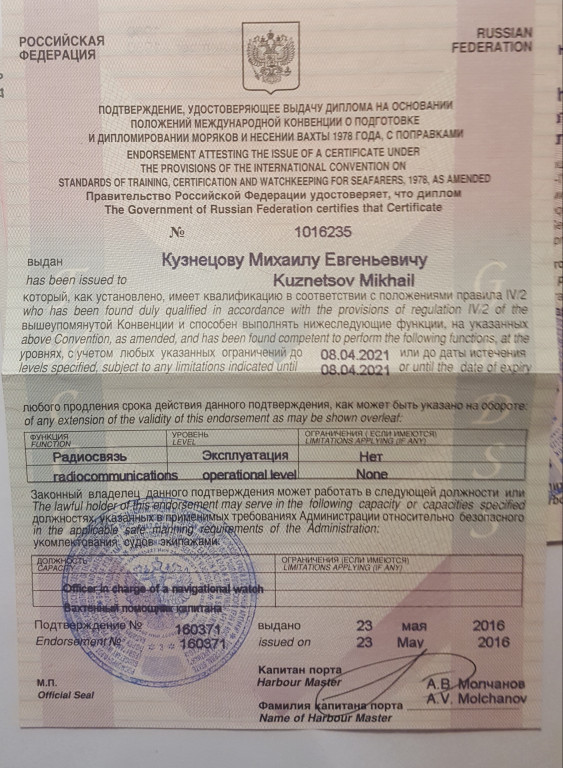 РОССИЙСКАЯ
ФЕДЕРАЦИЯ
RUSSIAN
FEDERATION
ПОДТВЕРЖДЕНИЕ, УДОСТОВЕРЯЮЩЕЕ ВЫДАЧУ ДИПЛОМА НА ОСНОВАНИИ
ПОЛОЖЕНИЙ МЕЖДУНАРОДНОЙ КОНВЕНЦИИ О ПОДГОТОВКЕ
И ДИПЛОМИРОВАНИИ МОРЯКОВ И НЕСЕНИИ ВАХТЫ 1978 ГОДА, С ПОПРАВКАМИ
ENDORSEMENT ATTESTING THE ISSUE OF A CERTIFICATE UNDER
THE PROVISIONS OF THE INTERNATIONAL CONVENTION ON
STANDARDS OF TRAINING, CERTIFICATION AND WATCHKEEPING FOR SEAFARERS, 1978, AS AMENDED
Правительство Российской Федерации удостоверяет, что диплом
The Government of Russian Federation certifies that Certificate
№ 1016235
выдан Кузнецову Михаилу Евгеньевичу
has been issued to Kuznetsov Mikhail
который, как установлено, имеет квалификацию в соответствии с положениями правила IV/2
who has been found duly qualified in accordance with the provisions of regulation IV/2 of the
вышеупомянутой Конвенции и способен выполнять нижеследующие функции, на указанных
above Convention, as amended, and has been found competent to perform the following functions, at the
уровнях, с учетом любых указанных ограничений до 08.04.2021 или до даты истечения
levels specified, subject to any limitations indicated until 08.04.2021 or until the date of expiry
любого продления срока действия данного подтверждения, как может быть указано на обороте:
of any extension of the validity of this endorsement as may be shown overleaf:
ФУНКЦИЯ УРОВЕНЬ ОГРАНИЧЕНИЯ (ЕСЛИ ИМЕЮТСЯ)
FUNCTION LEVEL LIMITATIONS APPLYING (IF ANY)
Радиосвязь Эксплуатация Нет
radiocommunications operational level None
Законный владелец данного подтверждения может работать в следующей должности или
The lawful holder of this endorsement may serve in the following capacity or capacities specified
должностях, указанных в применимых требованиях Администрации относительно безопасного
in the applicable safe manning requirements of the Administration:
укомплектования судов экипажами:
ДОЛЖНОСТЬ ОГРАНИЧЕНИЯ (ЕСЛИ ИМЕЮТСЯ)
CAPACITY LIMITATIONS APPLYING (IF ANY)
Officer in charge of a navigational watch
Вахтенный помощник капитана
Подтверждение № 160371 выдано 23 мая 2016
Endorsement № 160371 issued on 23 May 2016
Капитан порта
М.П. Harbour Master А.В. Молчанов
Official Seal Фамилия капитана порта A.V. Molchanov
Name of Harbour Master